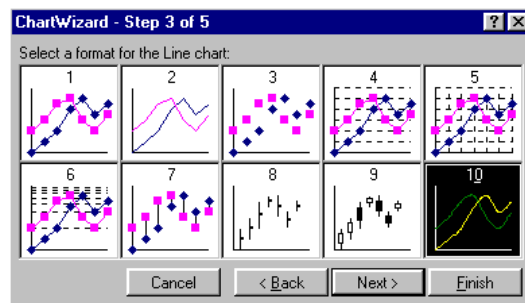 ChartWizard - Step 3 of 5
Select a format for the Line chart:
1 2 3 4 5
6 7 8 9 10
Cancel < Back Next > Finish